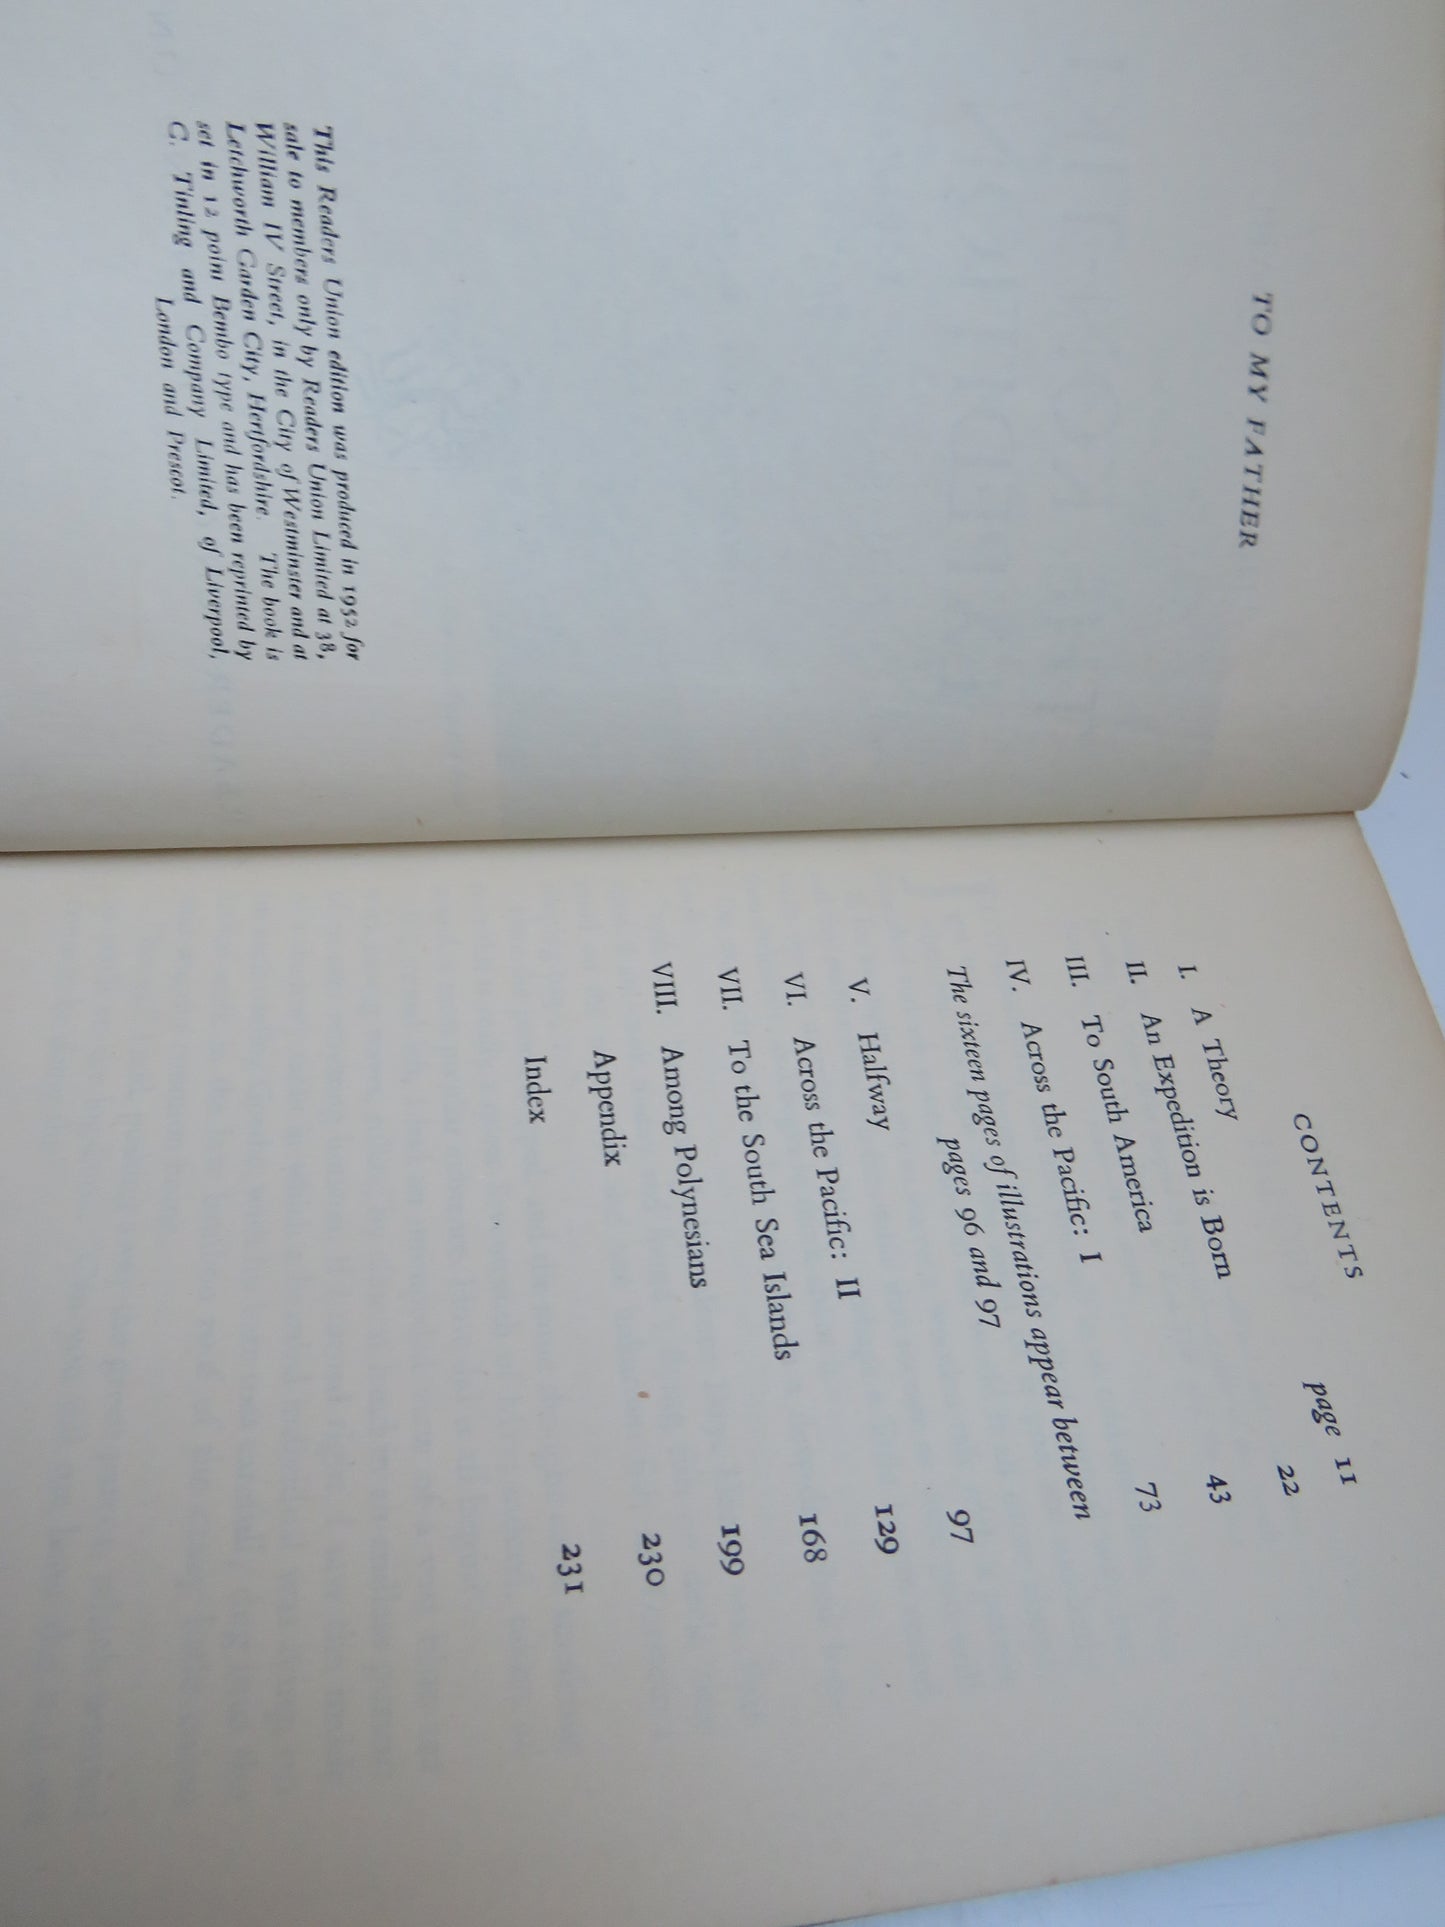 TO MY FATHER
This Readers Union edition was produced in 1952 for
sale to members only by Readers Union Limited at 38,
William IV Street, in the City of Westminster and at
Letchworth Garden City, Hertfordshire. The book is
set in 12 point Bembo type and has been reprinted by
C. Tinling and Company Limited, of Liverpool,
London and Prescot.
CONTENTS
I. A Theory page 11
II. An Expedition is Born 22
III. To South America 43
IV. Across the Pacific: I 73
The sixteen pages of illustrations appear between
pages 96 and 97
V. Halfway 97
VI. Across the Pacific: II 129
VII. To the South Sea Islands 168
VIII. Among Polynesians 199
Appendix 230
Index 231